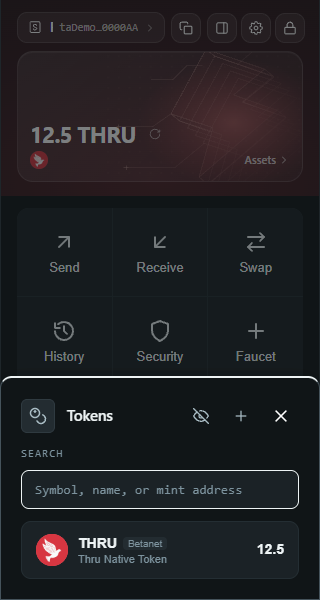 S | taDemo…0000AA
12.5 THRU
Assets
Send Receive Swap
History Security Faucet
Tokens
SEARCH
Symbol, name, or mint address
THRU Betanet 12.5
Thru Native Token